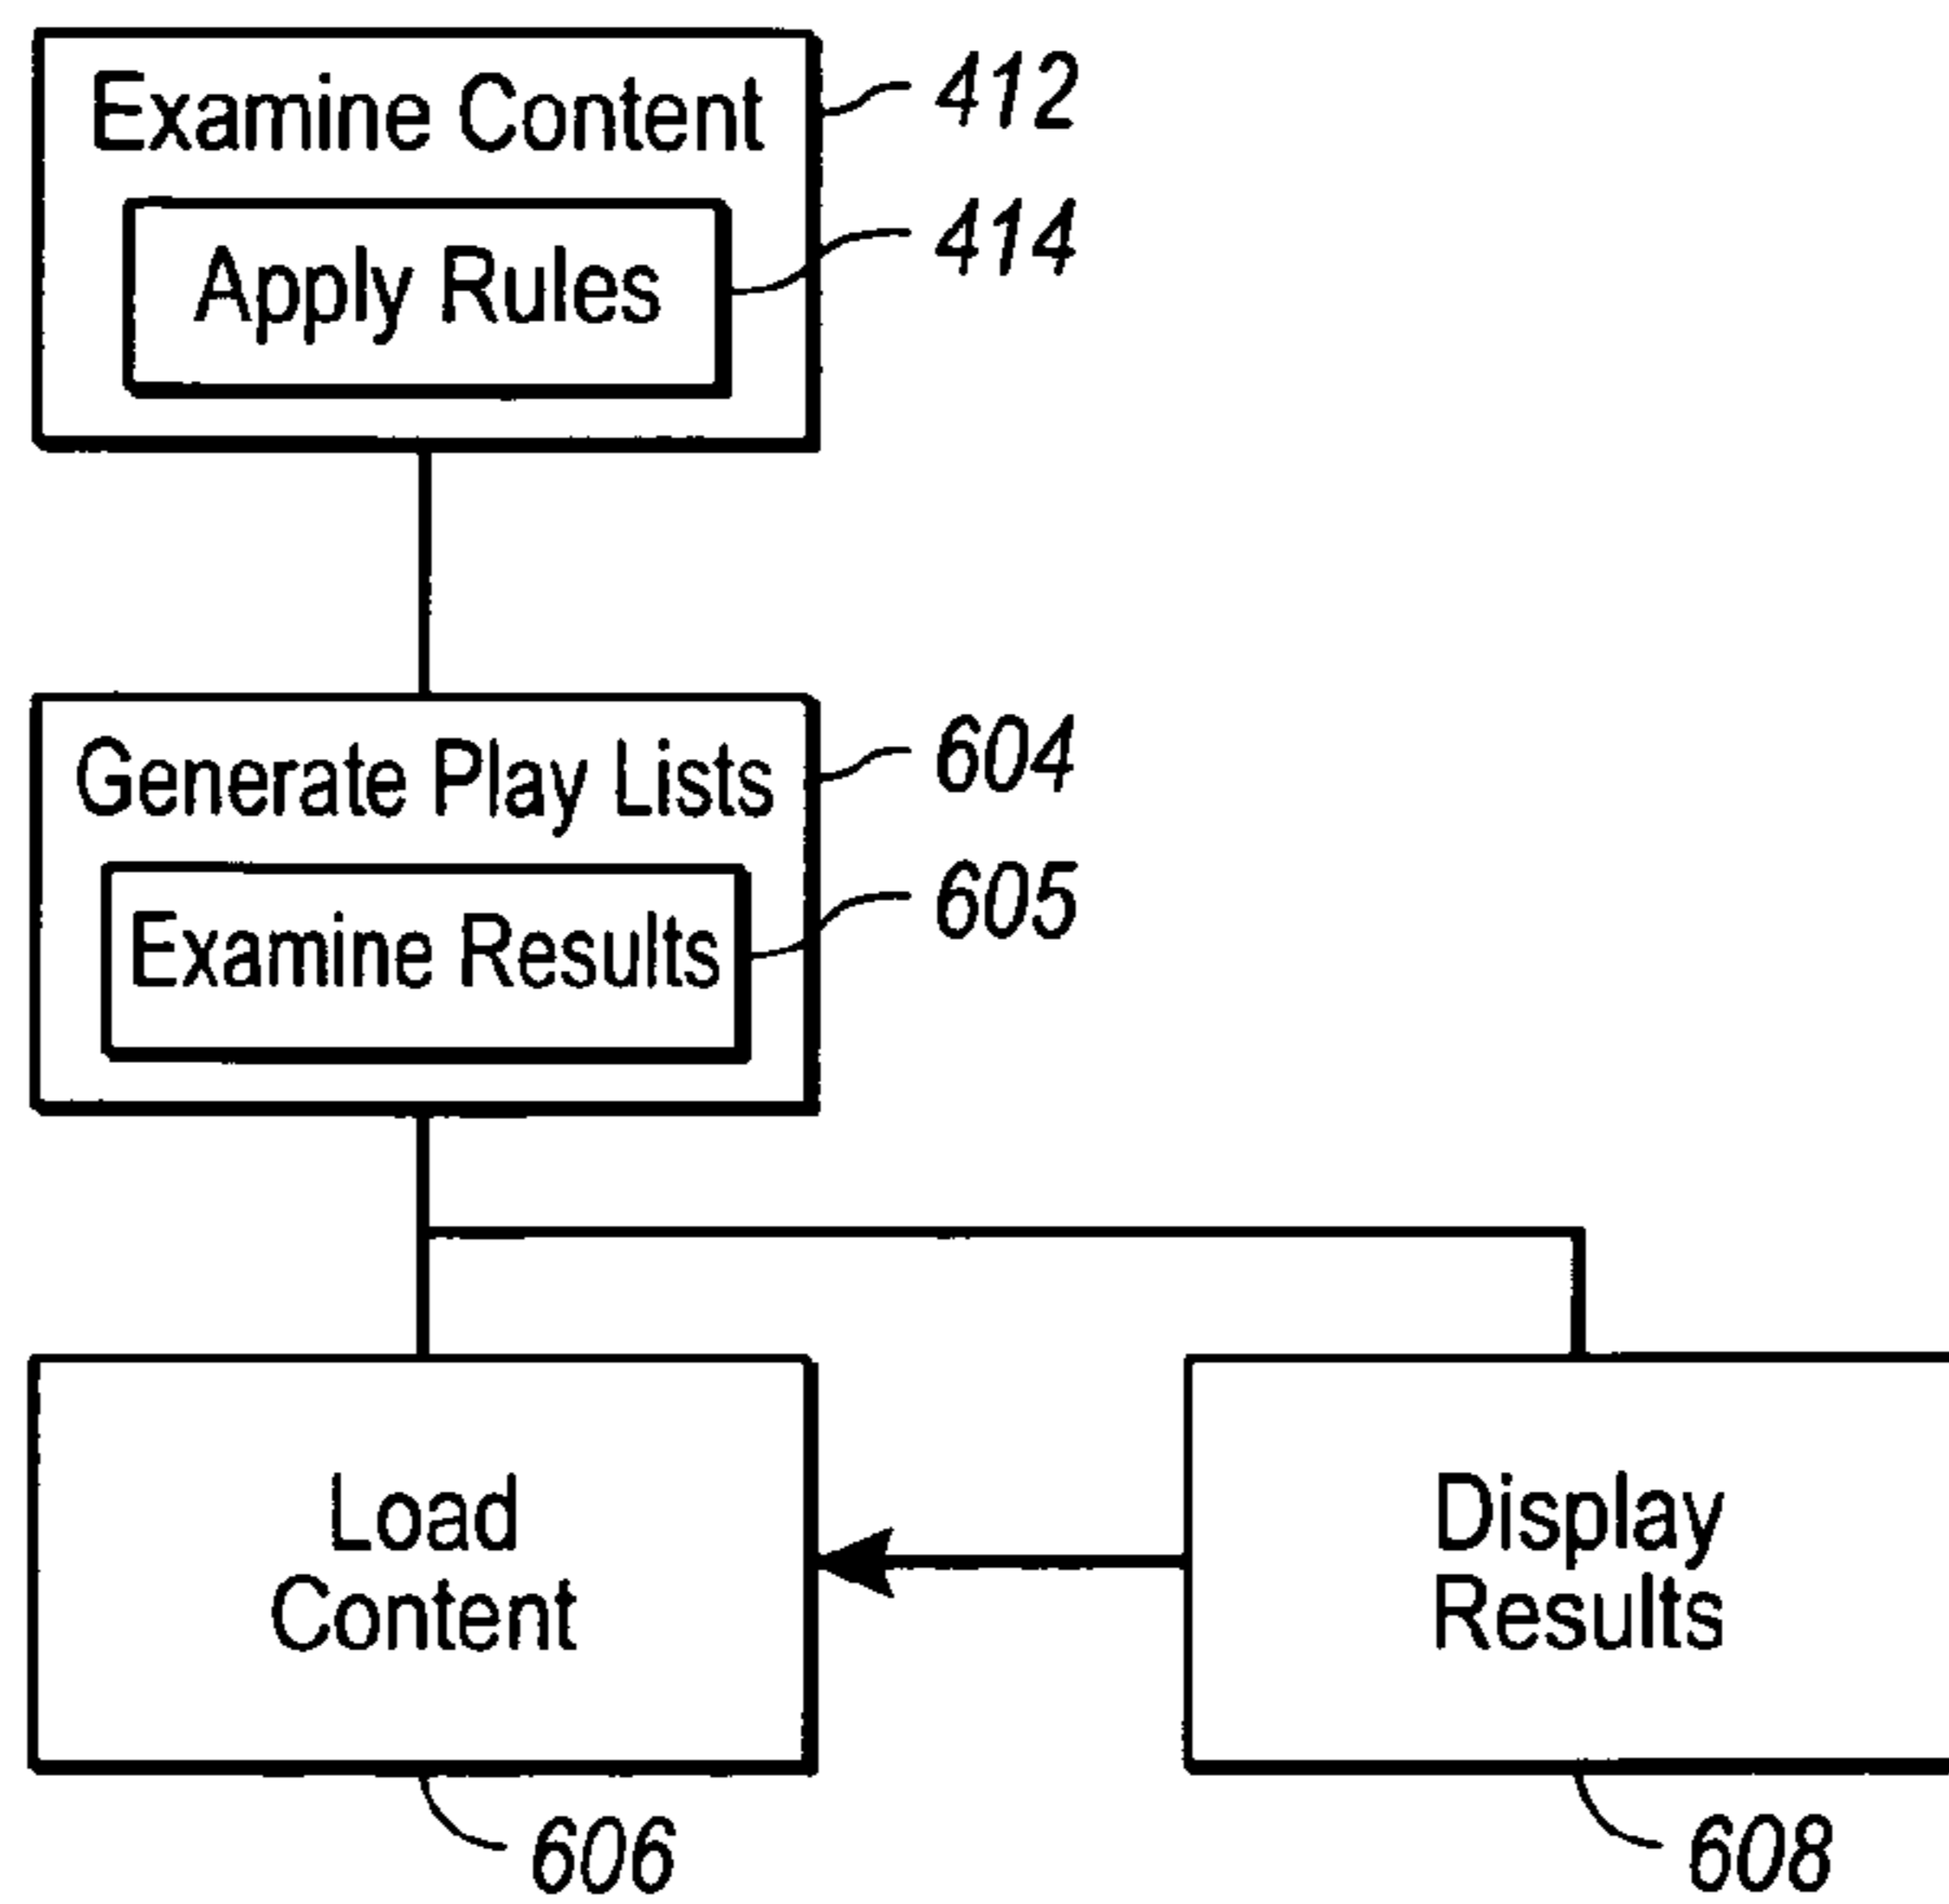 Examine Content
412
Apply Rules
414
Generate Play Lists
604
Examine Results
605
Load
Content
606
Display
Results
608